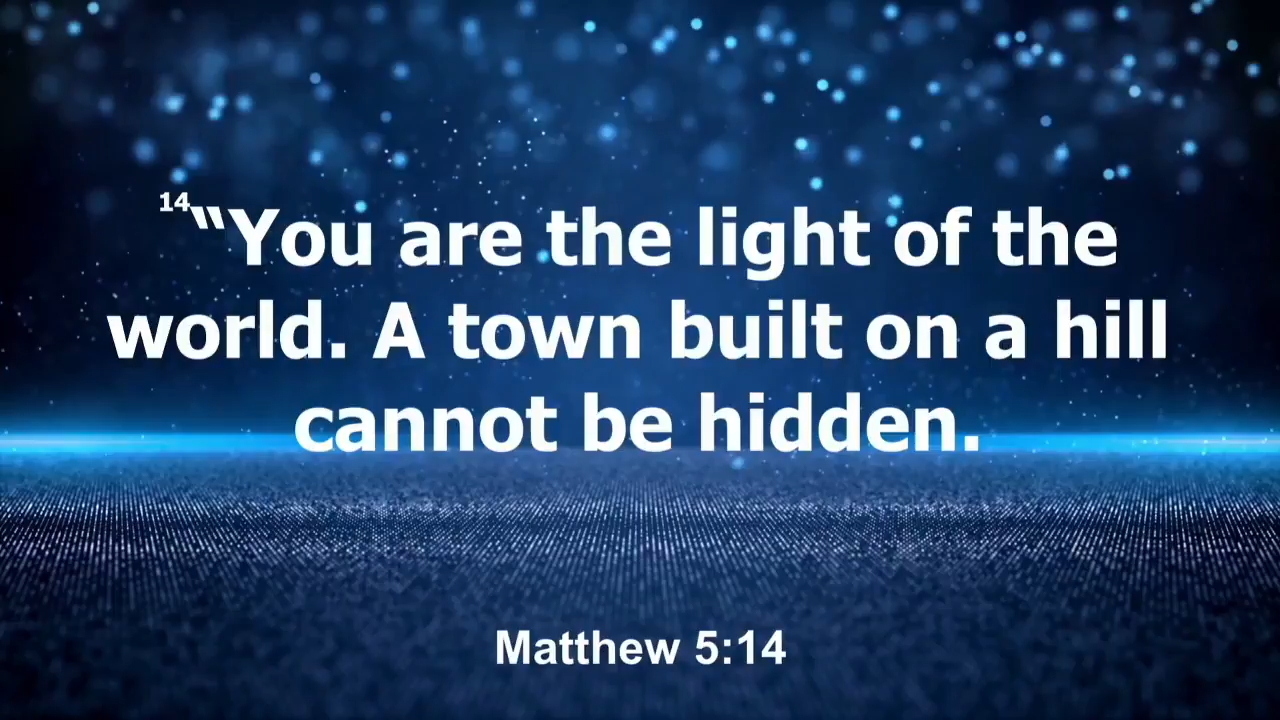 14“You are the light of the
world. A town built on a hill
cannot be hidden.
Matthew 5:14